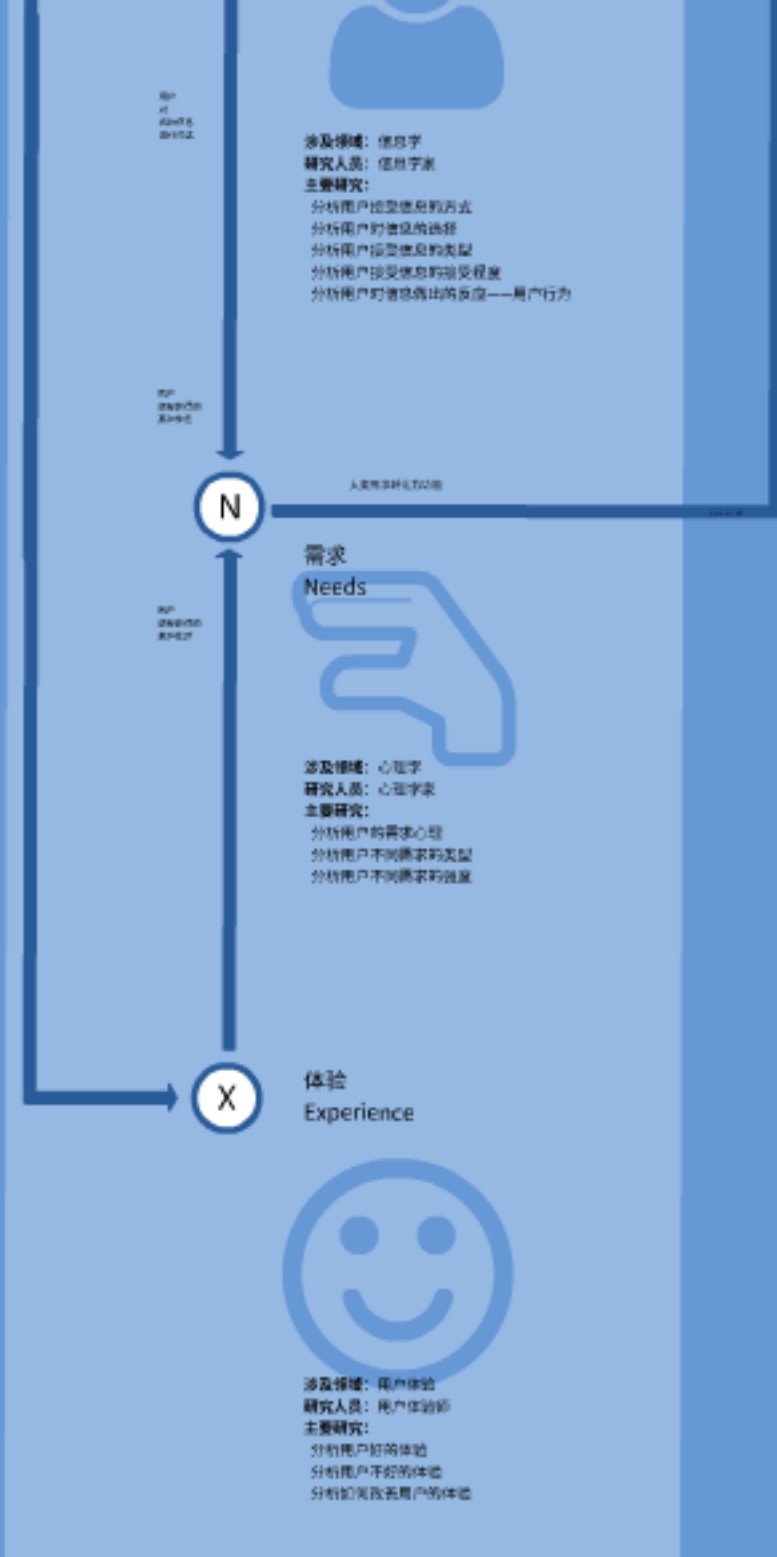 用户
对
涉及领域：信息学
研究人员：信息学家
主要研究：
分析用户接受信息的方式
分析用户对信息的选择
分析用户接受信息的类型
分析用户接受信息的接受程度
分析用户对信息做出的反应——用户行为
用户
N
需求
Needs
用户
涉及领域：心理学
研究人员：心理学家
主要研究：
分析用户的需求心理
分析用户不同需求的类型
分析用户不同需求的强度
X
体验
Experience
涉及领域：用户体验
研究人员：用户体验师
主要研究：
分析用户好的体验
分析用户不好的体验
分析如何改善用户的体验